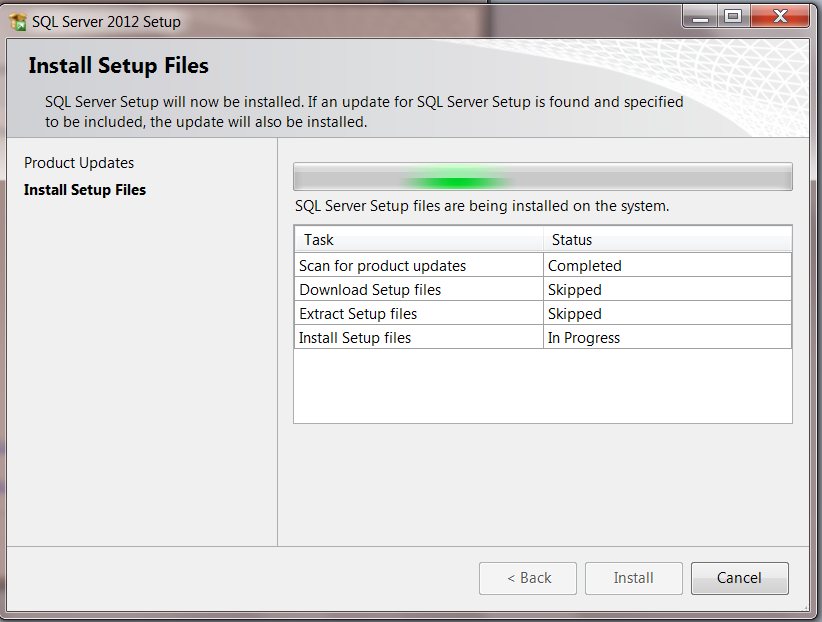 SQL Server 2012 Setup
Install Setup Files
SQL Server Setup will now be installed. If an update for SQL Server Setup is found and specified
to be included, the update will also be installed.
Product Updates
Install Setup Files
SQL Server Setup files are being installed on the system.
Task Status
Scan for product updates Completed
Download Setup files Skipped
Extract Setup files Skipped
Install Setup files In Progress
< Back Install Cancel